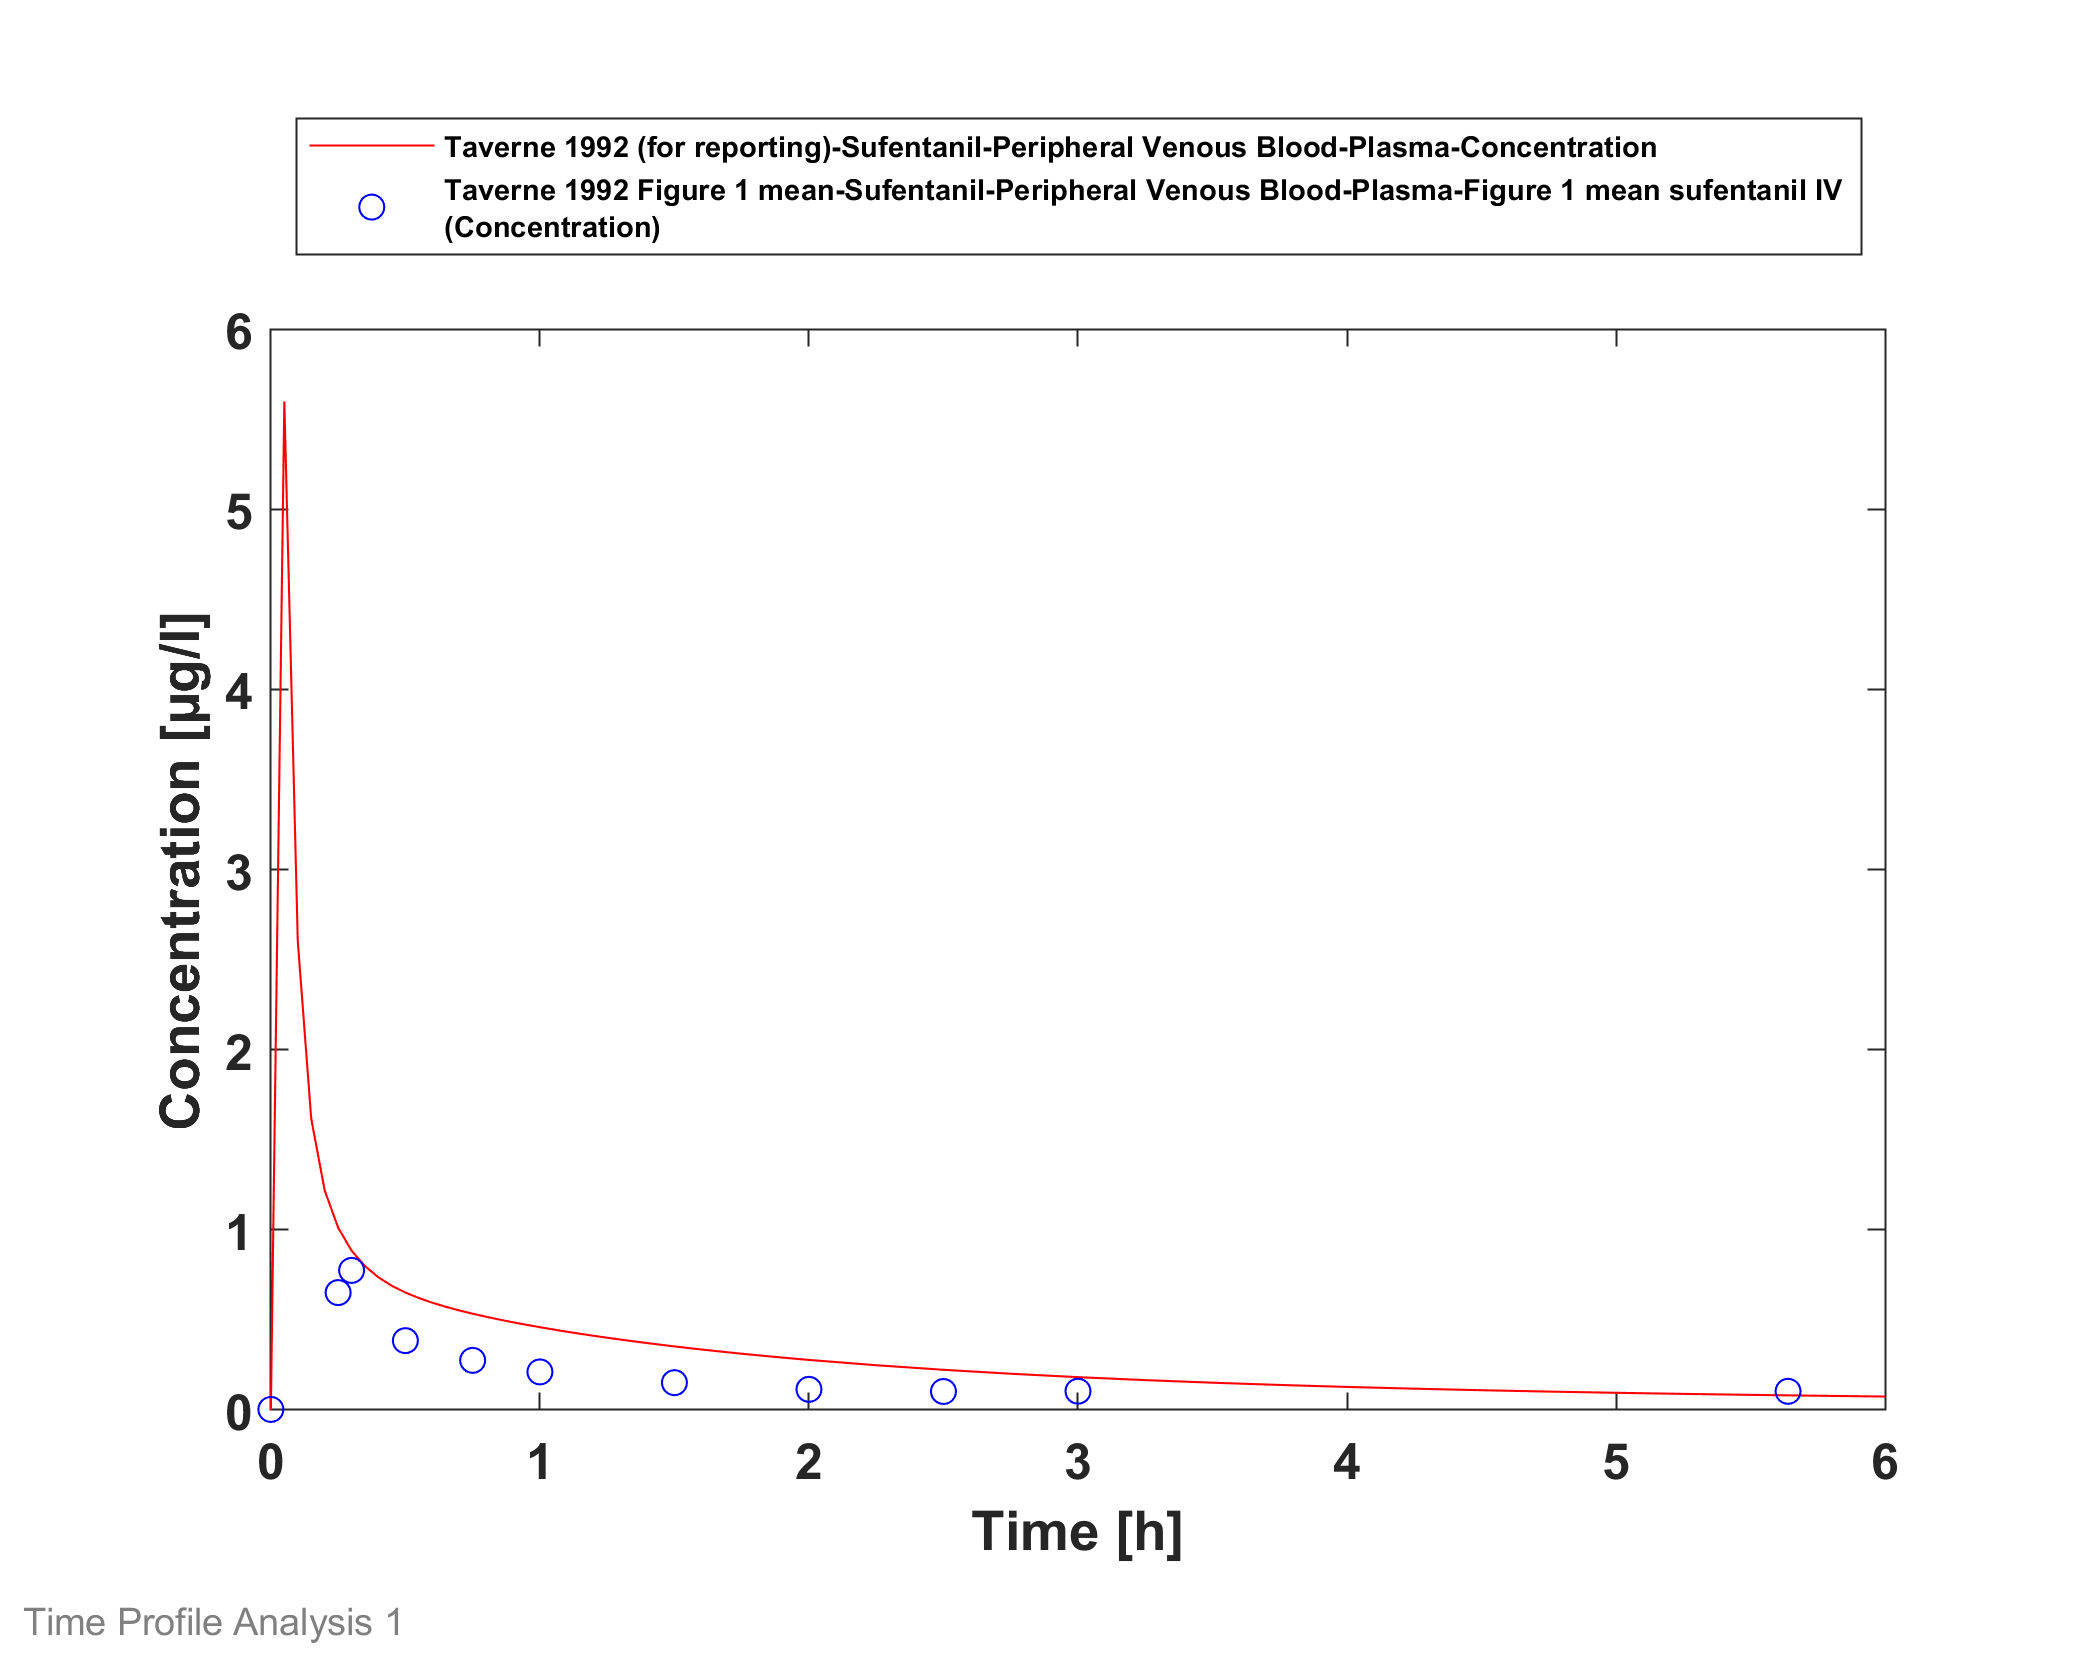 Taverne 1992 (for reporting)-Sufentanil-Peripheral Venous Blood-Plasma-Concentration
Taverne 1992 Figure 1 mean-Sufentanil-Peripheral Venous Blood-Plasma-Figure 1 mean sufentanil IV
(Concentration)
6
5
4
3
2
1
0
Concentration [µg/l]
0 1 2 3 4 5 6
Time [h]
Time Profile Analysis 1